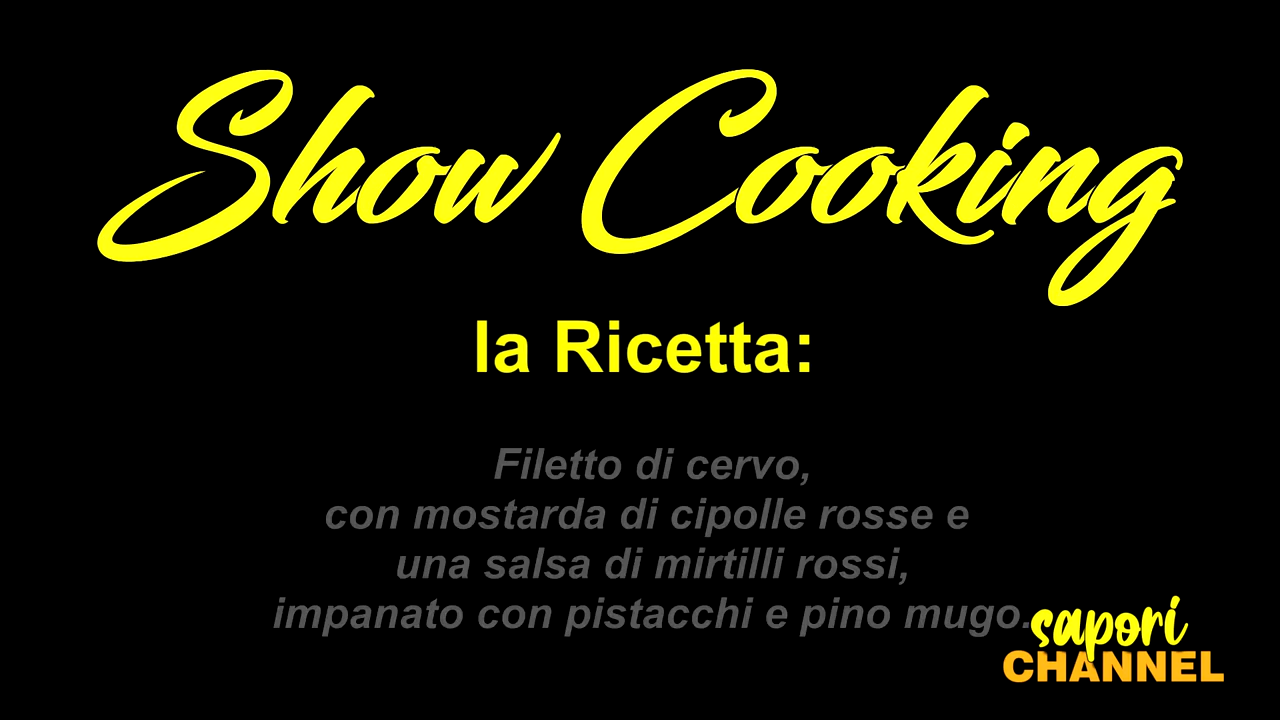 Show Cooking
la Ricetta:
Filetto di cervo,
con mostarda di cipolle rosse e
una salsa di mirtilli rossi,
impanato con pistacchi e pino mugo.
sapori
CHANNEL